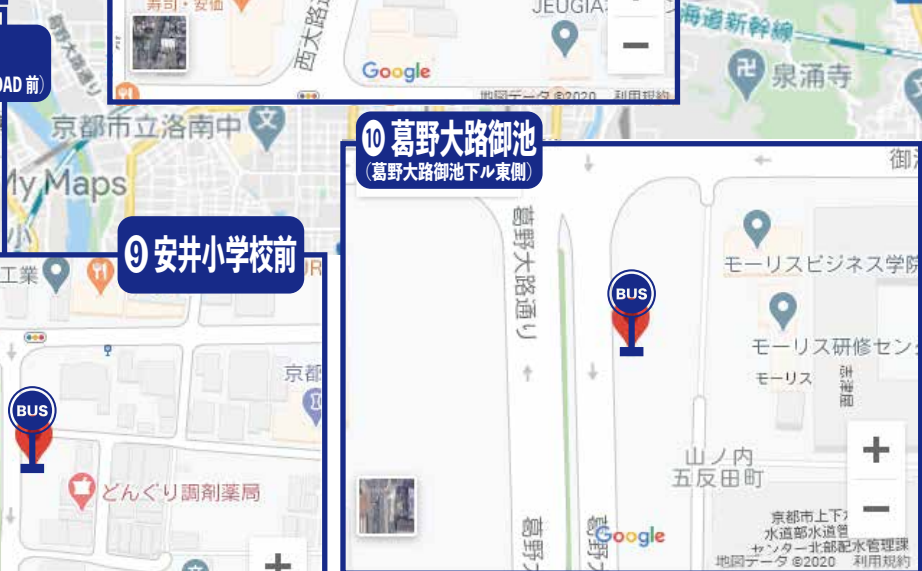 寿司・安価
西大路通
JEUGIA
Google
地図データ ©2020 利用規約
海道新幹線
泉涌寺
OAD 前)
京都市立洛南中
My Maps
小
⑩ 葛野大路御池
(葛野大路御池下ル東側)
御池
葛野大路通り
BUS
モーリスビジネス学院
モーリス研修セン
モーリス
志津屋
山ノ内
五反田町
京都市上下水
水道部水道管
センター北部配水管理課
葛野大
葛野大
Google
地図データ ©2020 利用規約
⑨ 安井小学校前
工業
京都
BUS
どんぐり調剤薬局